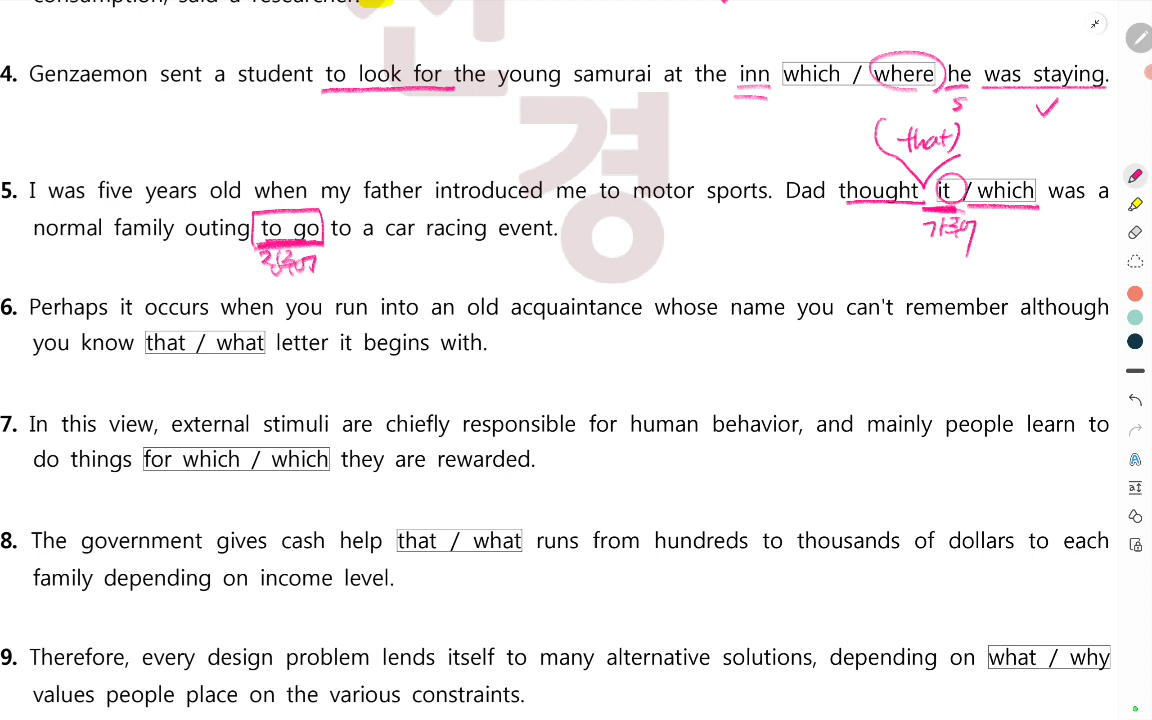 consumption, said a researcher.
4. Genzaemon sent a student to look for the young samurai at the inn which / where he was staying.
s
(that)
5. I was five years old when my father introduced me to motor sports. Dad thought it / which was a
normal family outing to go to a car racing event.
가주어
진주어
6. Perhaps it occurs when you run into an old acquaintance whose name you can't remember although
you know that / what letter it begins with.
7. In this view, external stimuli are chiefly responsible for human behavior, and mainly people learn to
do things for which / which they are rewarded.
8. The government gives cash help that / what runs from hundreds to thousands of dollars to each
family depending on income level.
9. Therefore, every design problem lends itself to many alternative solutions, depending on what / why
values people place on the various constraints.
경